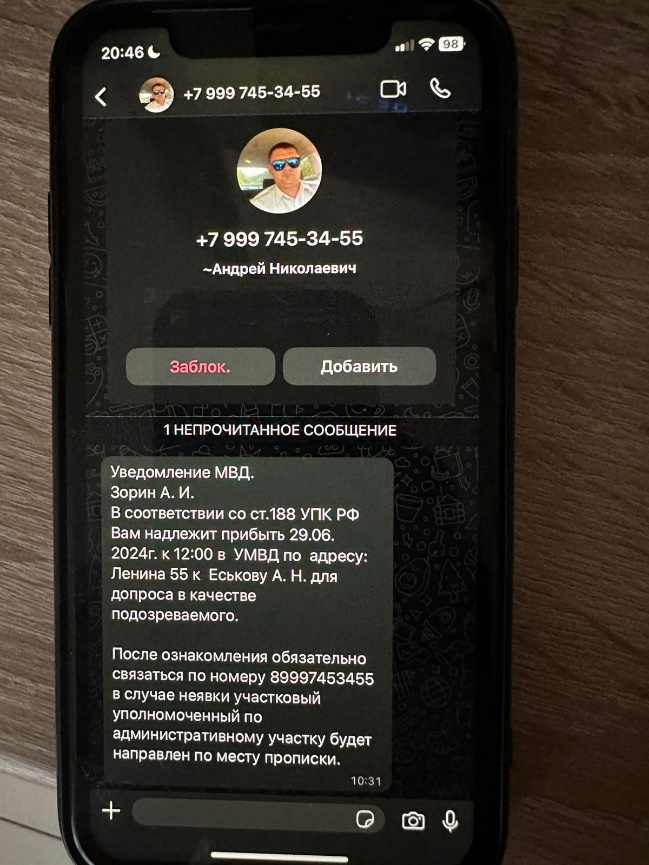 20:46
98
+7 999 745-34-55
+7 999 745-34-55
~Андрей Николаевич
Заблок.
Добавить
1 НЕПРОЧИТАННОЕ СООБЩЕНИЕ
Уведомление МВД.
Зорин А. И.
В соответствии со ст.188 УПК РФ
Вам надлежит прибыть 29.06.
2024г. к 12:00 в УМВД по адресу:
Ленина 55 к Еськову А. Н. для
допроса в качестве
подозреваемого.
После ознакомления обязательно
связаться по номеру 89997453455
в случае неявки участковый
уполномоченный по
административному участку будет
направлен по месту прописки.
10:31